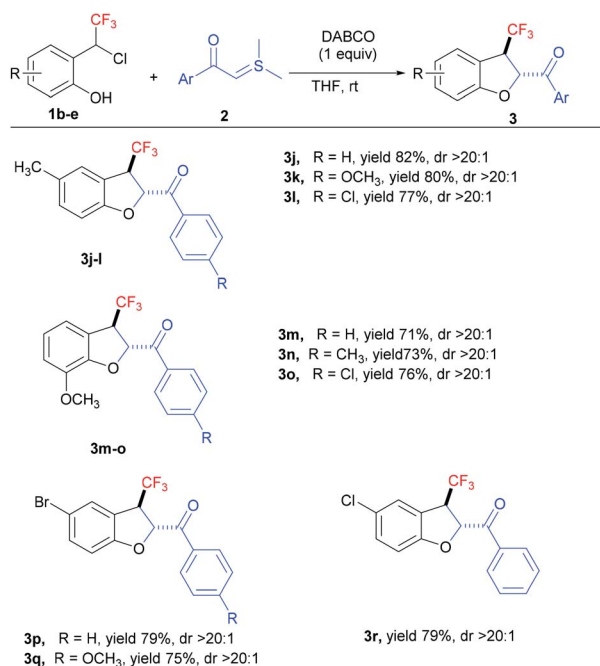 CF₃
Cl
R
OH
1b-e
+
O
Ar
S
2
DABCO
(1 equiv)
THF, rt
CF₃
R
O
O
Ar
3
CH₃
CF₃
O
O
R
3j-l
3j, R = H, yield 82%, dr >20:1
3k, R = OCH₃, yield 80%, dr >20:1
3l, R = Cl, yield 77%, dr >20:1
CF₃
O
O
OCH₃
R
3m-o
3m, R = H, yield 71%, dr >20:1
3n, R = CH₃, yield73%, dr >20:1
3o, R = Cl, yield 76%, dr >20:1
Br
CF₃
O
O
R
3p, R = H, yield 79%, dr >20:1
3q, R = OCH₃, yield 75%, dr >20:1
Cl
CF₃
O
O
3r, yield 79%, dr >20:1